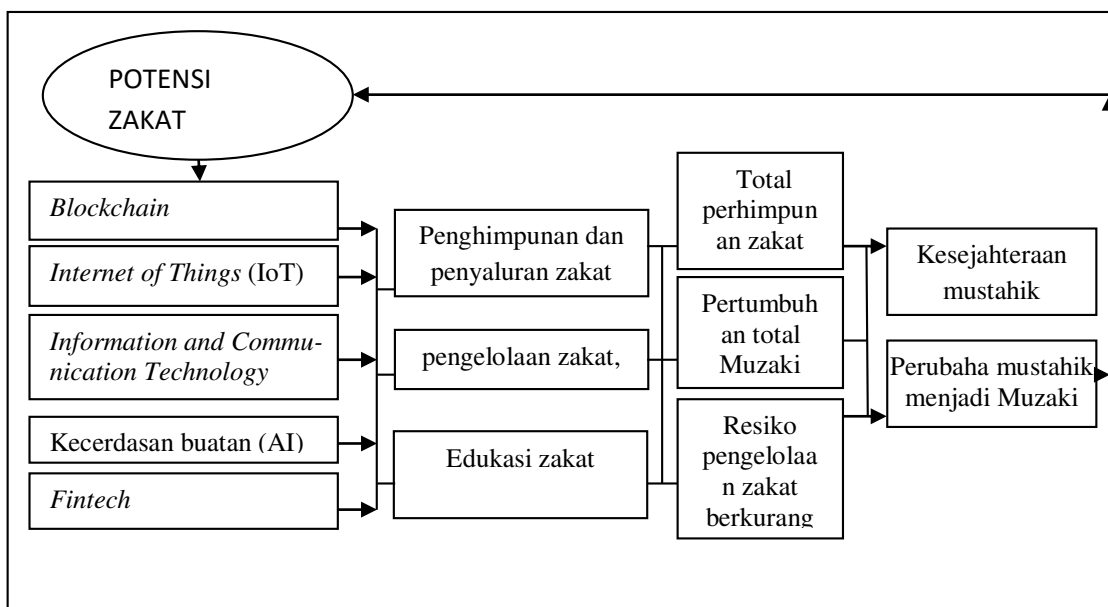 POTENSI
ZAKAT
Blockchain
Internet of Things (IoT)
Information and Commu-
nication Technology
Kecerdasan buatan (AI)
Fintech
Penghimpunan dan
penyaluran zakat
pengelolaan zakat,
Edukasi zakat
Total
perhimpun
an zakat
Pertumbuh
an total
Muzaki
Resiko
pengelolaa
n zakat
berkurang
Kesejahteraan
mustahik
Perubaha mustahik
menjadi Muzaki